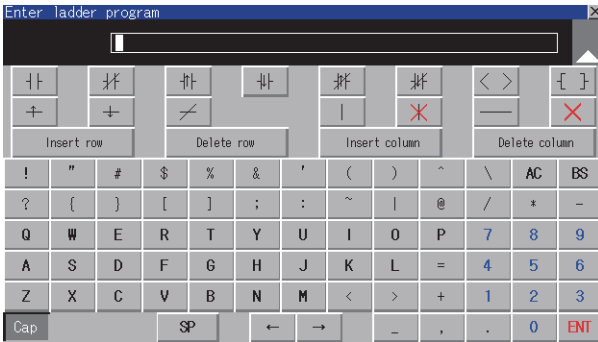 Enter ladder program
< > { }
Insert row Delete row Insert column Delete column
! " # $ % & ' ( ) ^ \ AC BS
? { } [ ] ; : ~ | @ / * -
Q W E R T Y U I O P 7 8 9
A S D F G H J K L = 4 5 6
Z X C V B N M < > + 1 2 3
Cap SP ← → _ , . 0 ENT